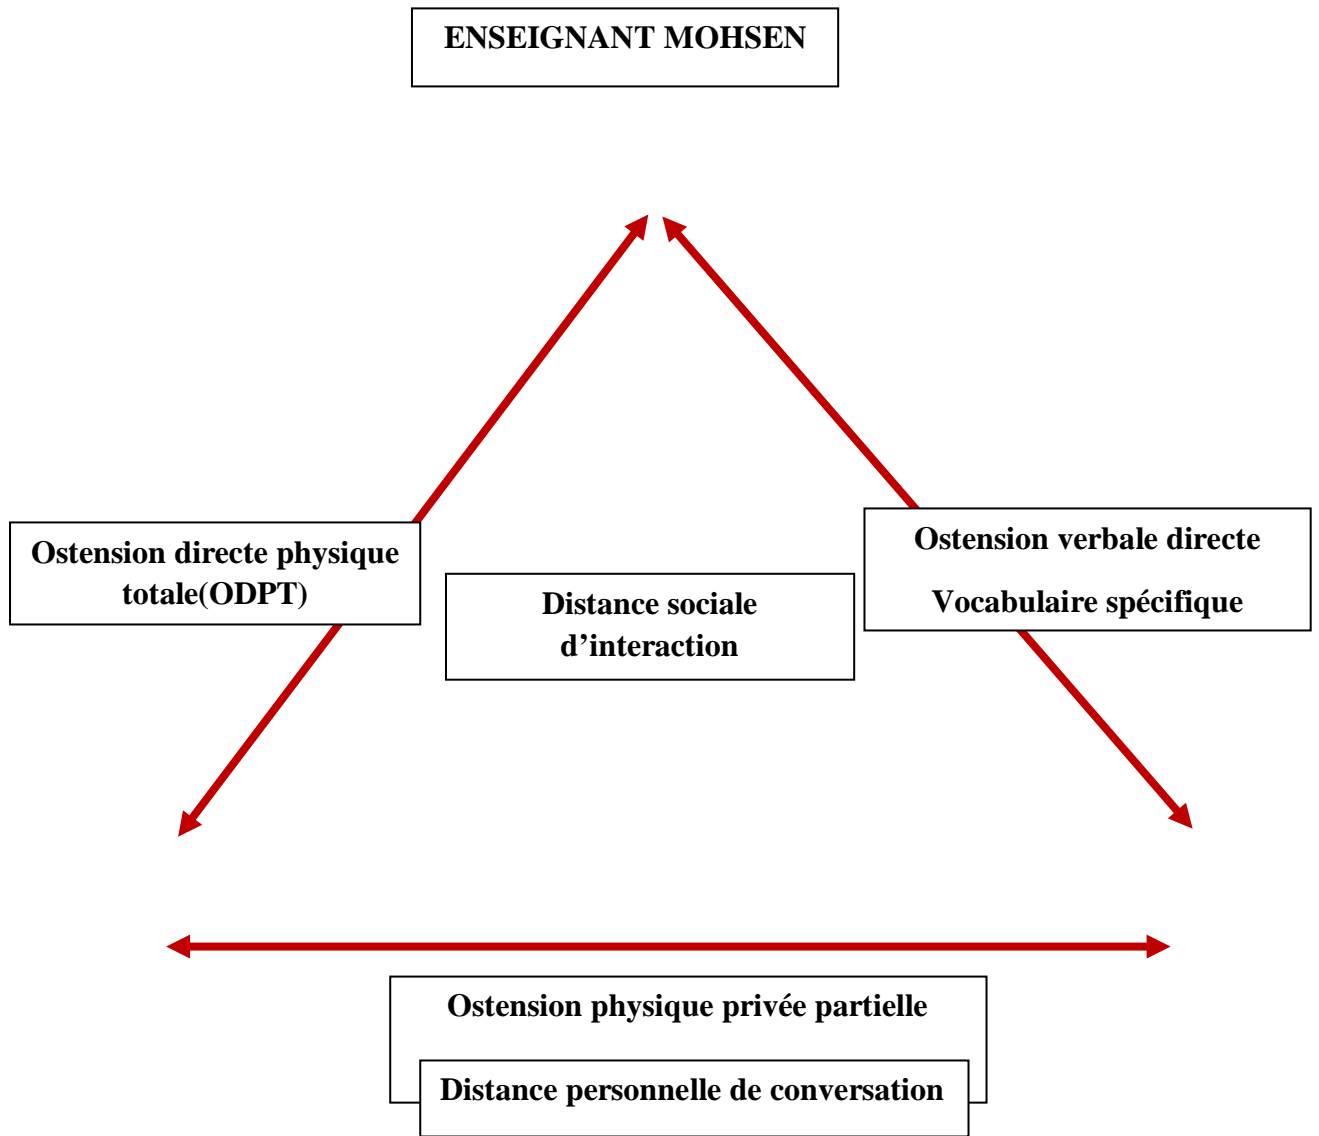 ENSEIGNANT MOHSEN
Ostension directe physique
totale(ODPT)
Distance sociale
d’interaction
Ostension verbale directe
Vocabulaire spécifique
Ostension physique privée partielle
Distance personnelle de conversation